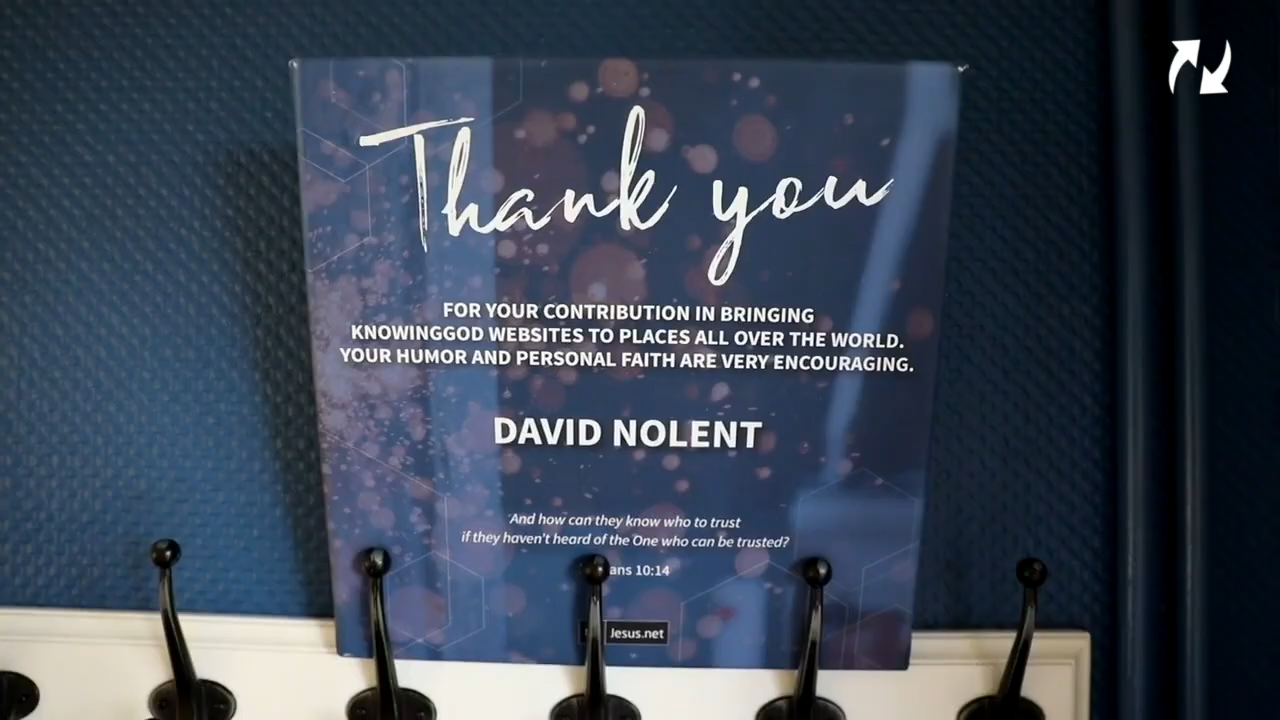 Thank you
FOR YOUR CONTRIBUTION IN BRINGING
KNOWINGGOD WEBSITES TO PLACES ALL OVER THE WORLD.
YOUR HUMOR AND PERSONAL FAITH ARE VERY ENCOURAGING.
DAVID NOLENT
And how can they know who to trust
if they haven't heard of the One who can be trusted?
10:14
Jesus.net